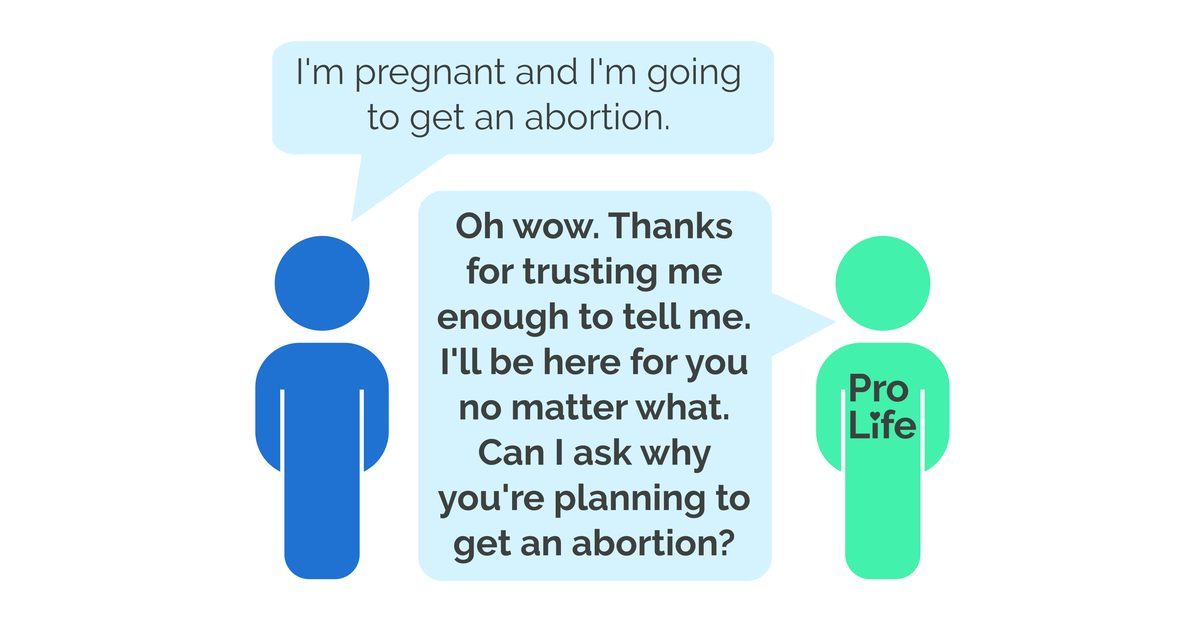 I'm pregnant and I'm going
to get an abortion.
Oh wow. Thanks
for trusting me
enough to tell me.
I'll be here for you
no matter what.
Can I ask why
you're planning to
get an abortion?
Pro
Life